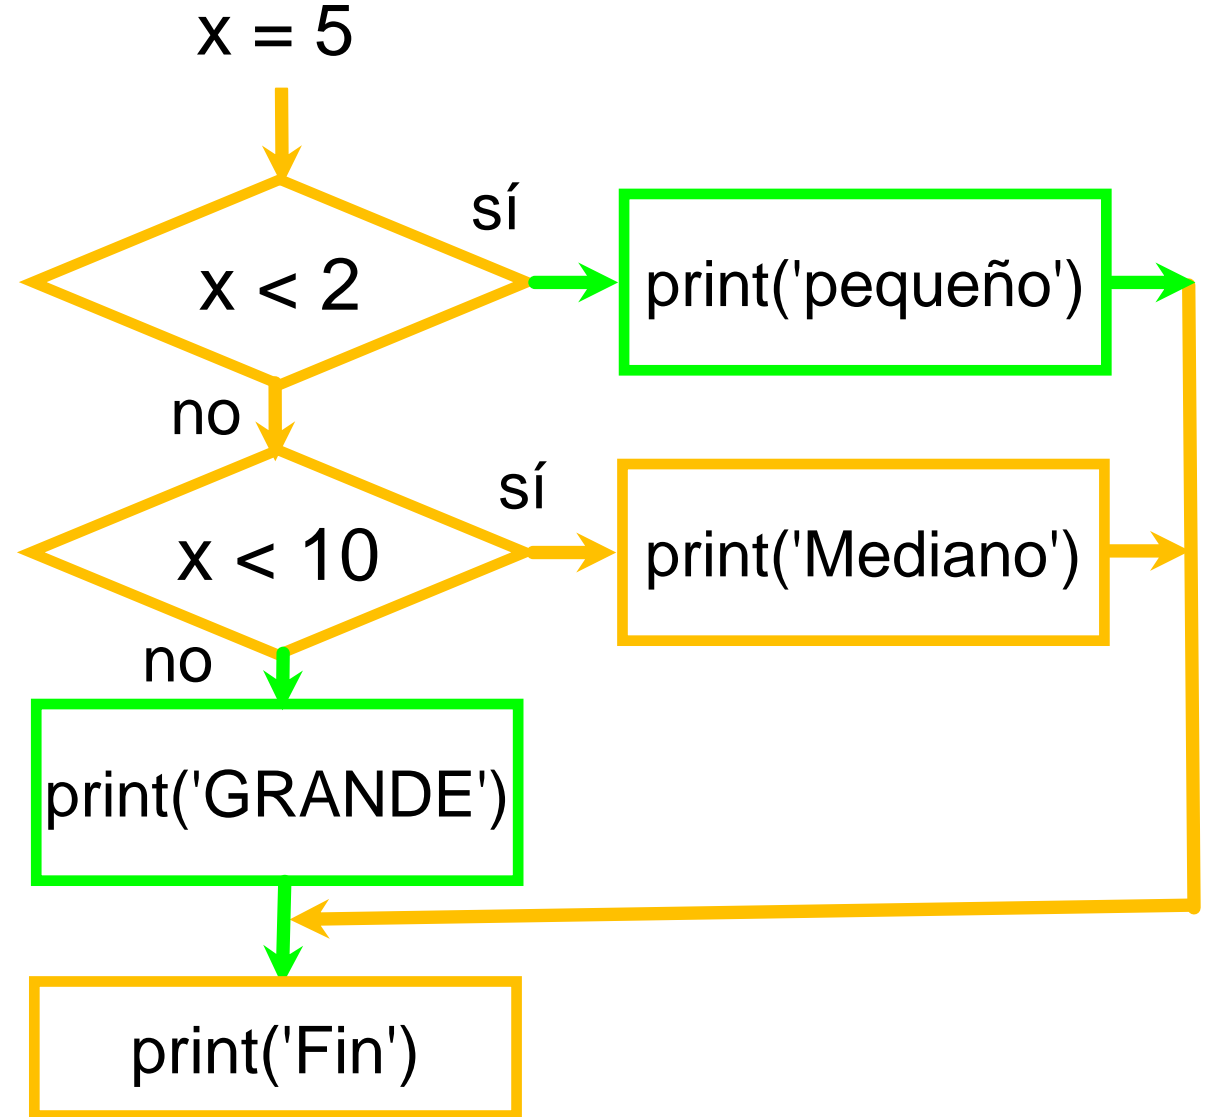 x = 5
x < 2
sí
print('pequeño')
no
x < 10
sí
print('Mediano')
no
print('GRANDE')
print('Fin')